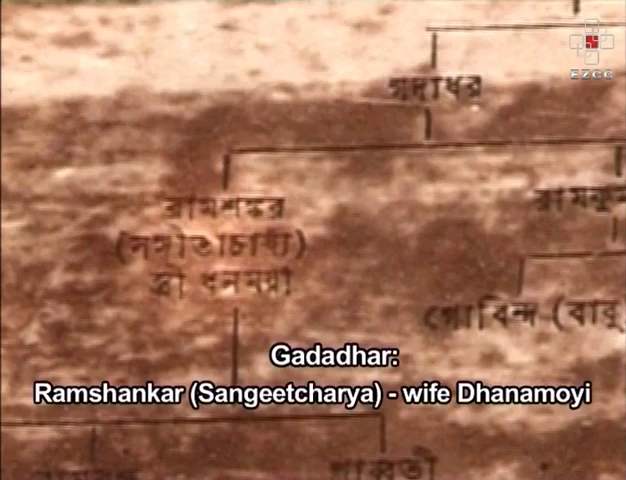 EZCC
গদাধর
রামশঙ্কর
(সঙ্গীতাচার্য্য)
স্ত্রী ধনময়ী
গোবিন্দ (বাবু
Gadadhar:
Ramshankar (Sangeetcharya) - wife Dhanamoyi